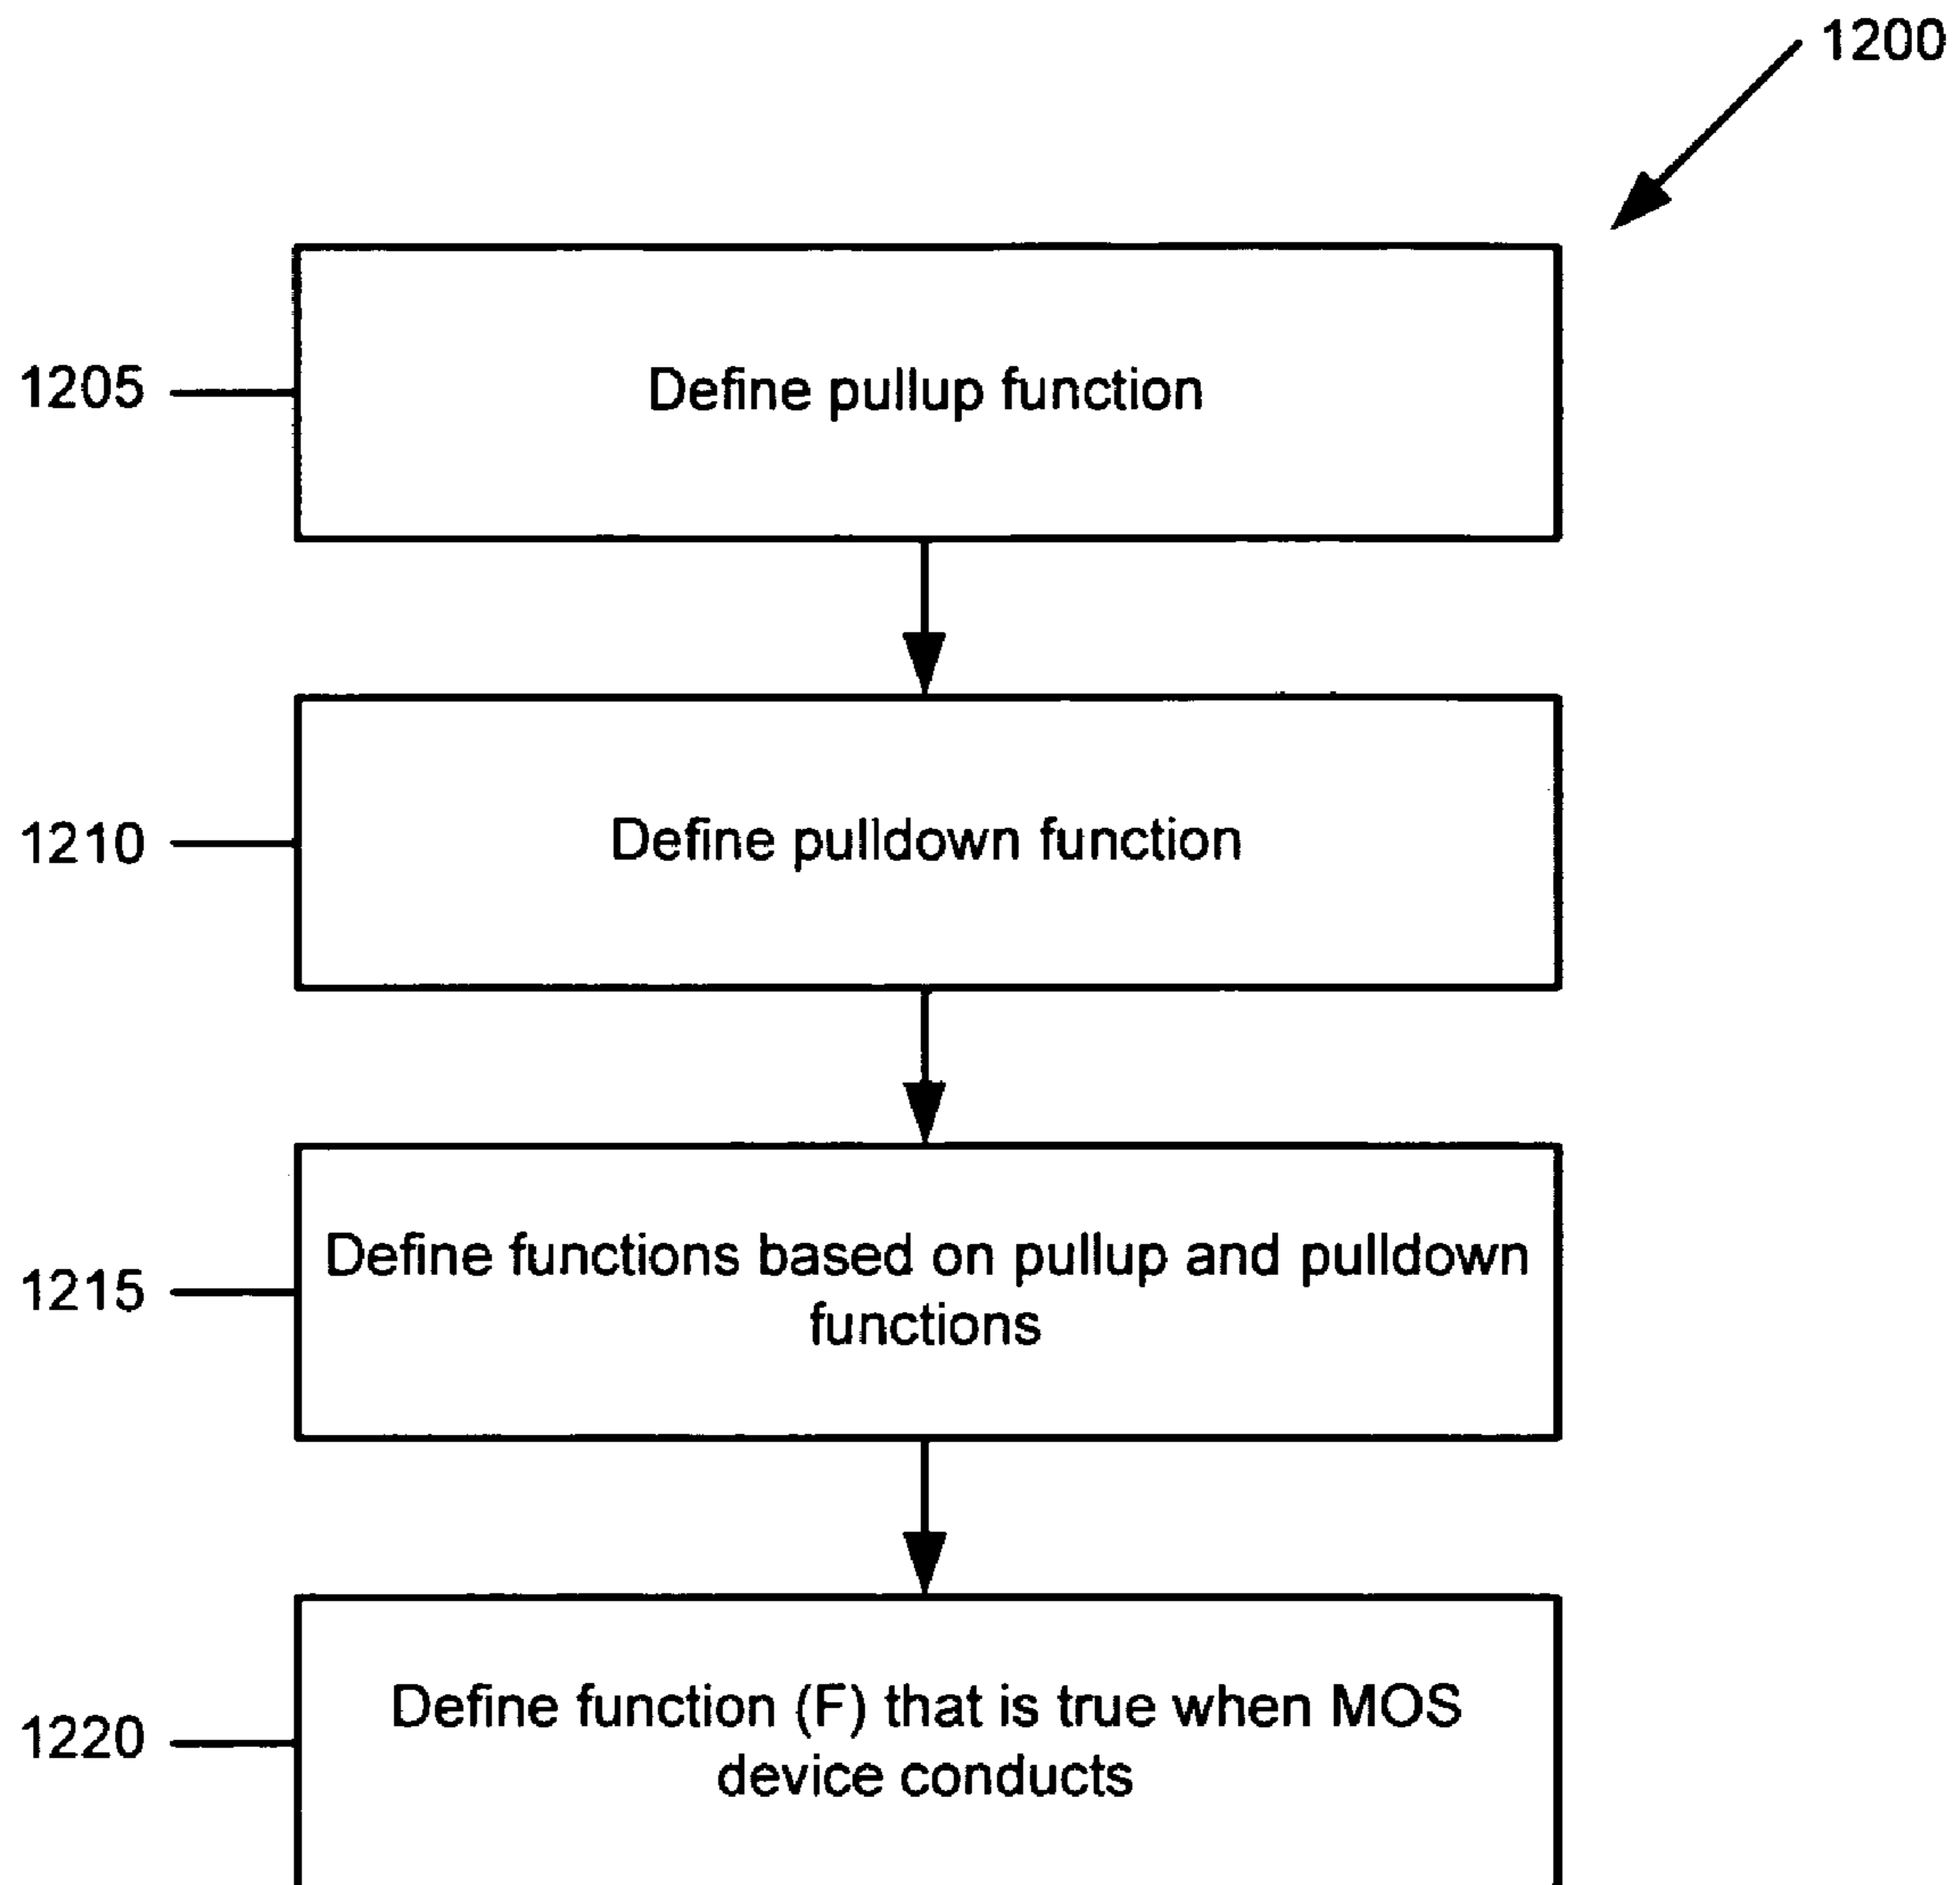 1200
1205
Define pullup function
1210
Define pulldown function
1215
Define functions based on pullup and pulldown
functions
1220
Define function (F) that is true when MOS
device conducts